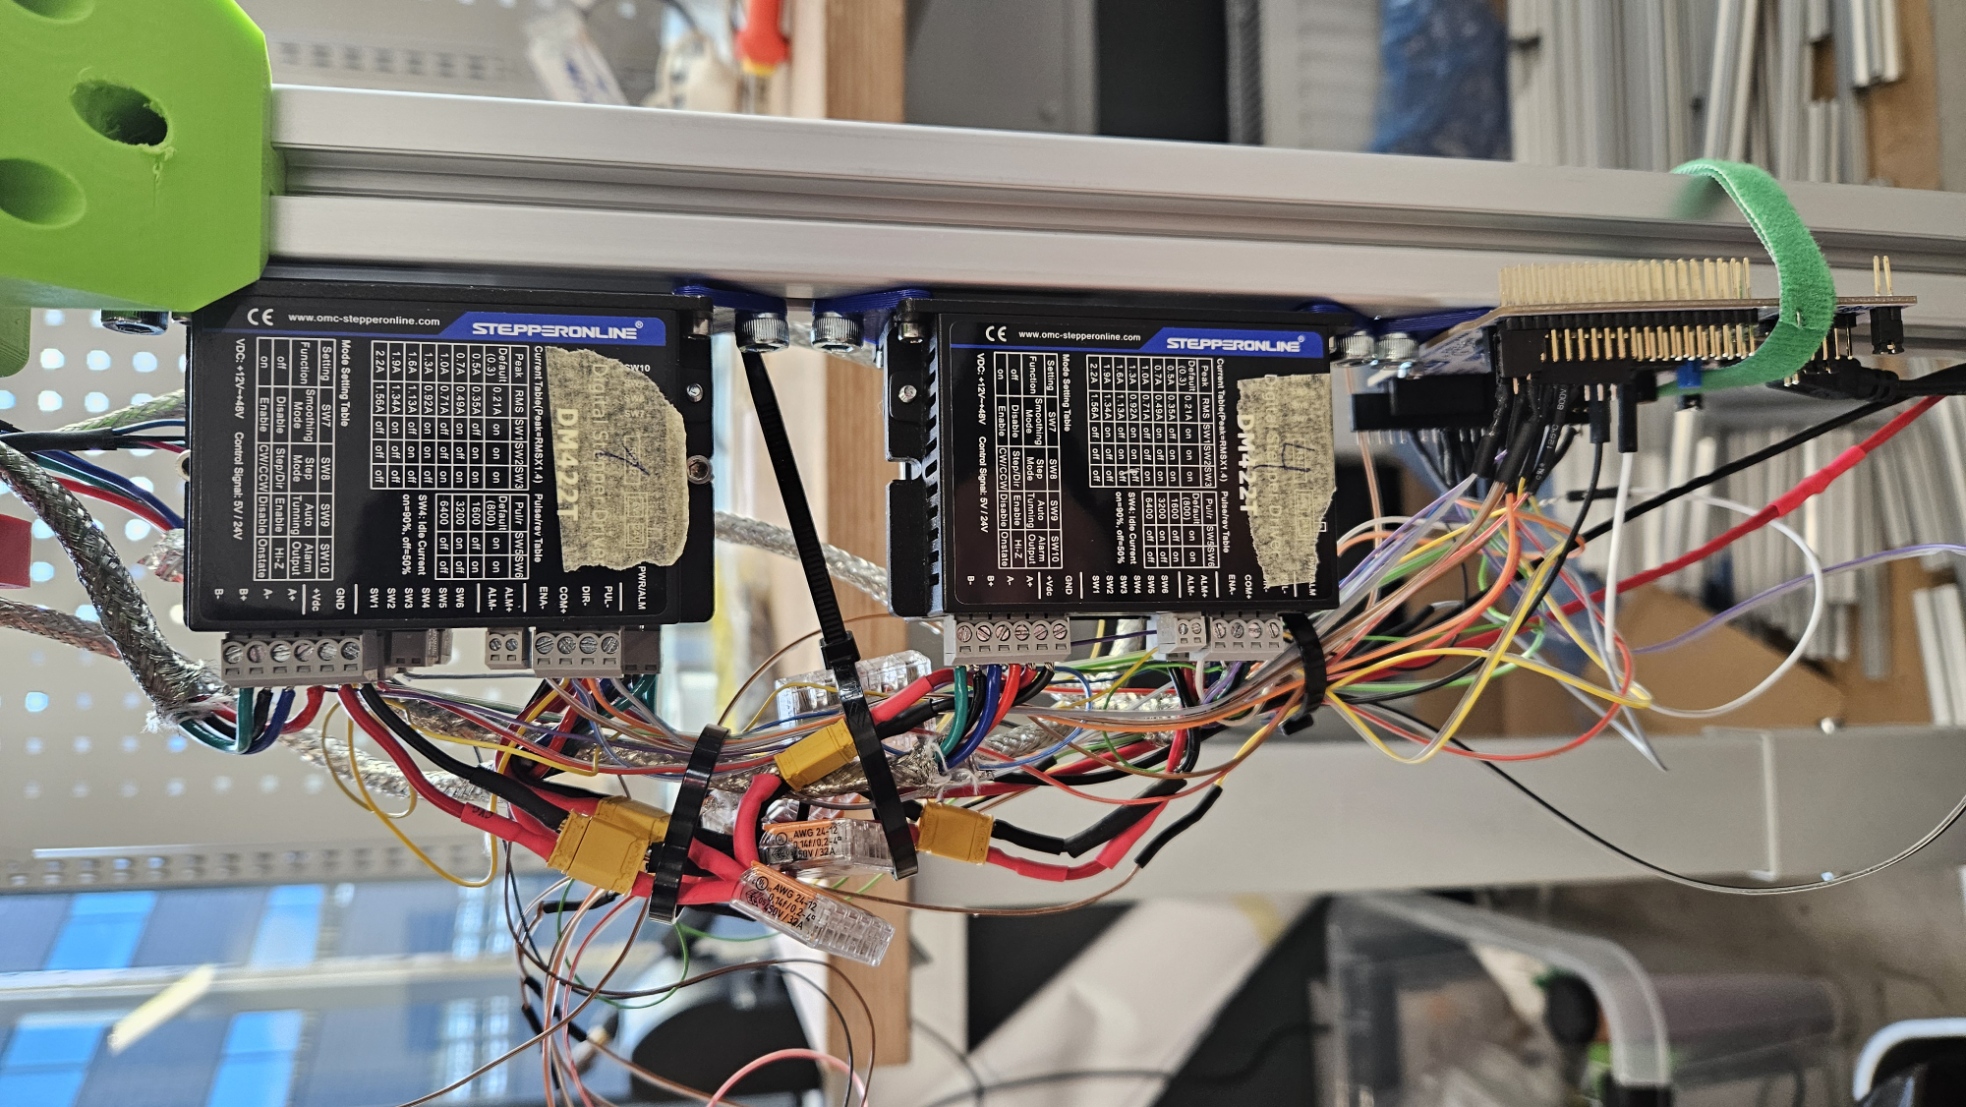 STEPPERONLINE®
www.omc-stepperonline.com
CE
Digital Stepper Driver
DM422T
1
Current Table(Peak=RMSX1.4) Pulse/rev Table
Peak RMS SW1 SW2 SW3 Pul/r SW5 SW6
Default (0.3) 0.21A on on on Default (800) on on
0.5A 0.35A off on on 1600 off on
0.7A 0.49A on off on 3200 on off
1.0A 0.71A off off on 6400 off off
1.3A 0.92A on on off
1.6A 1.13A off on off SW4: Idle Current
1.9A 1.34A on off off on=90%, off=50%
2.2A 1.56A off off off
Mode Setting Table
Setting SW7 SW8 SW9 SW10
Function Smoothing Mode Step Mode Auto Tunning Alarm Output
off Disable Step/Dir Enable Hi-Z
on Enable CW/CCW Disable Onstate
VDC: +12V~+48V Control Signal: 5V / 24V
PWR/ALM
PUL-
DIR-
COM+
ENA-
ALM+
ALM-
SW6
SW5
SW4
SW3
SW2
SW1
GND
+Vdc
A+
A-
B+
B-
AWG 24-12
450V/32A
AWG 24-12
STEPPERONLINE®
www.omc-stepperonline.com
CE
Digital Stepper Driver
DM422T
4
Current Table(Peak=RMSX1.4) Pulse/rev Table
Peak RMS SW1 SW2 SW3 Pul/r SW5 SW6
Default (0.3) 0.21A on on on Default (800) on on
0.5A 0.35A off on on 1600 off on
0.7A 0.49A on off on 3200 on off
1.0A 0.71A off off on 6400 off off
1.3A 0.92A on on off
1.6A 1.13A off on off SW4: Idle Current
1.9A 1.34A on off off on=90%, off=50%
2.2A 1.56A off off off
Mode Setting Table
Setting SW7 SW8 SW9 SW10
Function Smoothing Mode Step Mode Auto Tunning Alarm Output
off Disable Step/Dir Enable Hi-Z
on Enable CW/CCW Disable Onstate
VDC: +12V~+48V Control Signal: 5V / 24V
COM+
ENA-
ALM+
ALM-
SW6
SW5
SW4
SW3
SW2
SW1
GND
+Vdc
A+
A-
B+
B-
125°C 600V